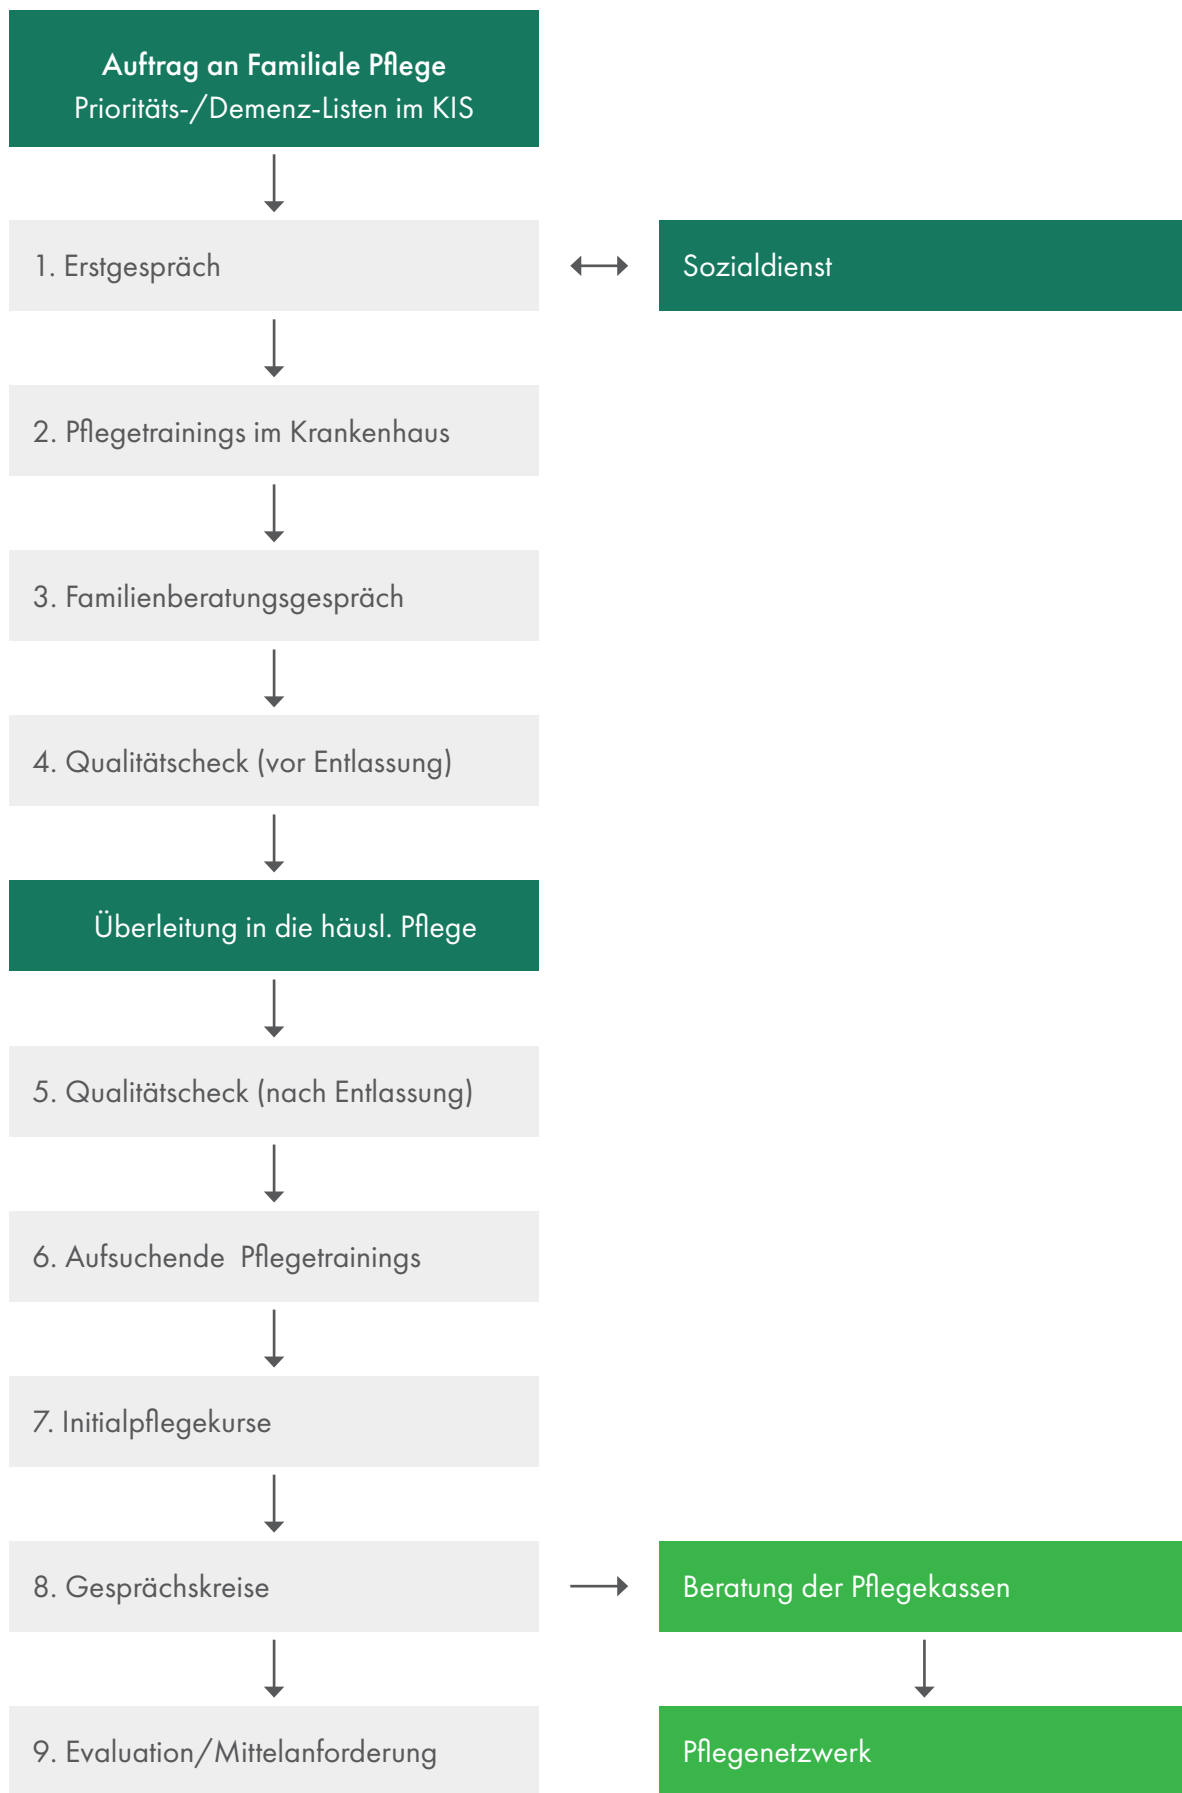 Auftrag an Familiale Pflege
Prioritäts-/Demenz-Listen im KIS
1. Erstgespräch
Sozialdienst
2. Pflegetrainings im Krankenhaus
3. Familienberatungsgespräch
4. Qualitätscheck (vor Entlassung)
Überleitung in die häusl. Pflege
5. Qualitätscheck (nach Entlassung)
6. Aufsuchende  Pflegetrainings
7. Initialpflegekurse
8. Gesprächskreise
Beratung der Pflegekassen
9. Evaluation/Mittelanforderung
Pflegenetzwerk